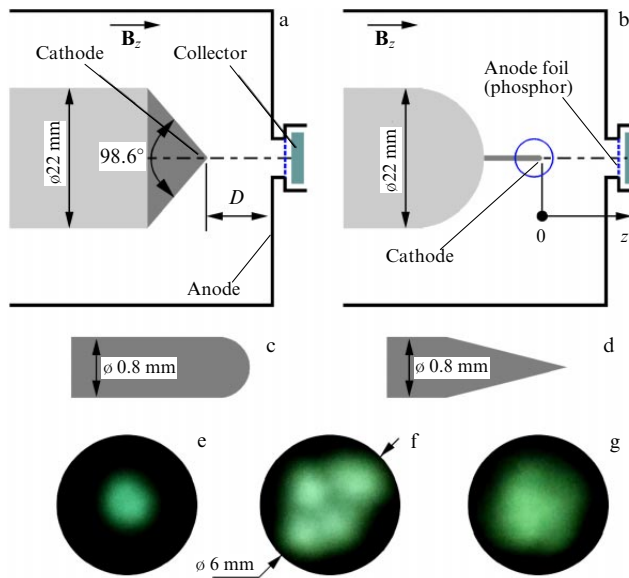 a
B_z
Cathode
Collector
ø22 mm
98.6°
D
Anode
b
B_z
Anode foil
(phosphor)
ø22 mm
Cathode
0
z
c
ø 0.8 mm
d
ø 0.8 mm
e
f
g
ø 6 mm